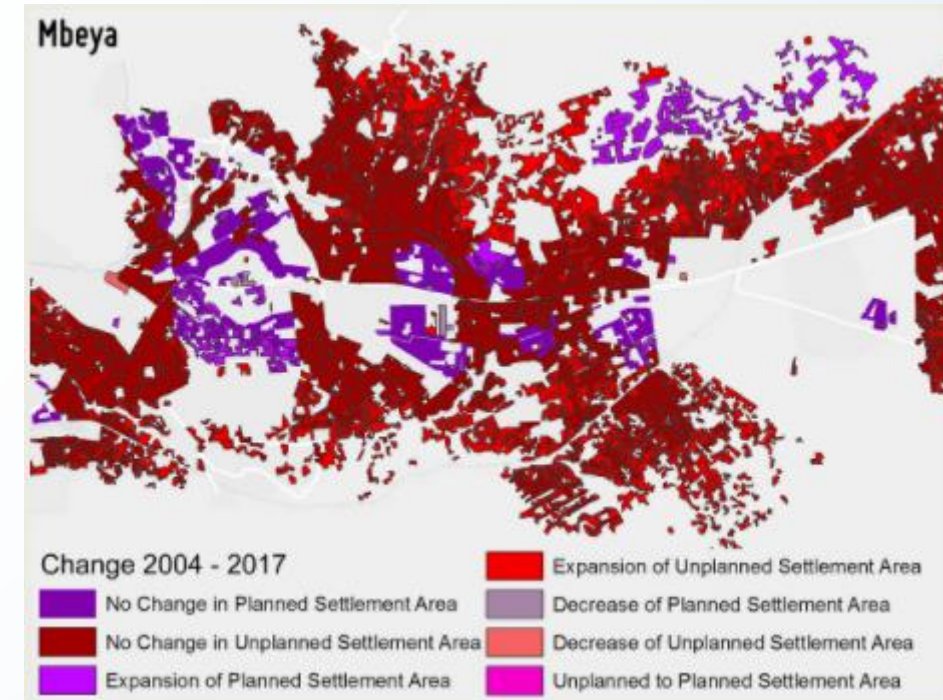 Mbeya
Change 2004 - 2017
No Change in Planned Settlement Area
No Change in Unplanned Settlement Area
Expansion of Planned Settlement Area
Expansion of Unplanned Settlement Area
Decrease of Planned Settlement Area
Decrease of Unplanned Settlement Area
Unplanned to Planned Settlement Area